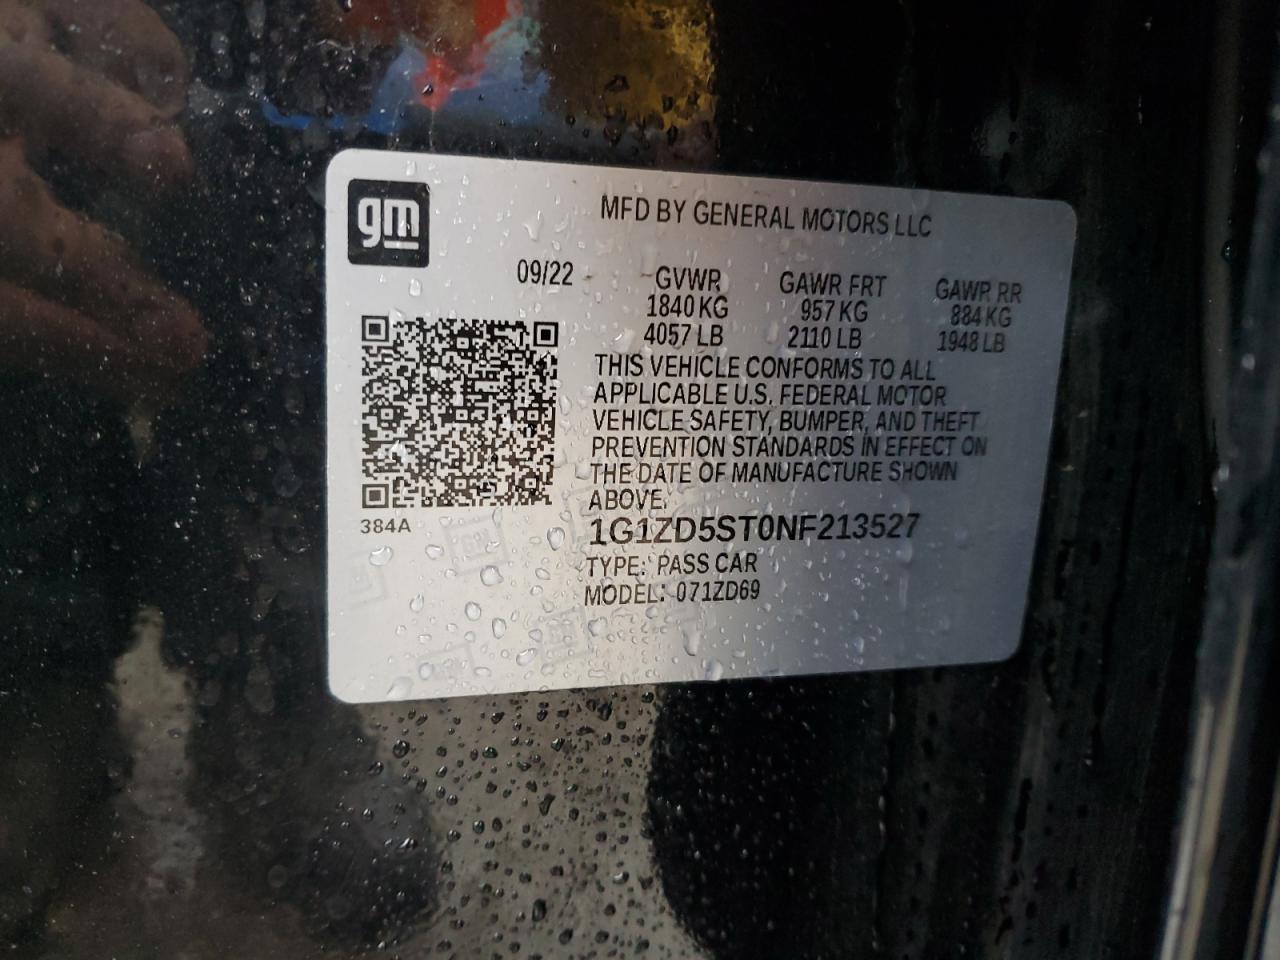 gm
MFD BY GENERAL MOTORS LLC
09/22 GVWR GAWR FRT GAWR RR
1840 KG 957 KG 884 KG
4057 LB 2110 LB 1948 LB
THIS VEHICLE CONFORMS TO ALL
APPLICABLE U.S. FEDERAL MOTOR
VEHICLE SAFETY, BUMPER, AND THEFT
PREVENTION STANDARDS IN EFFECT ON
THE DATE OF MANUFACTURE SHOWN
ABOVE.
384A
1G1ZD5ST0NF213527
TYPE: PASS CAR
MODEL: 071ZD69